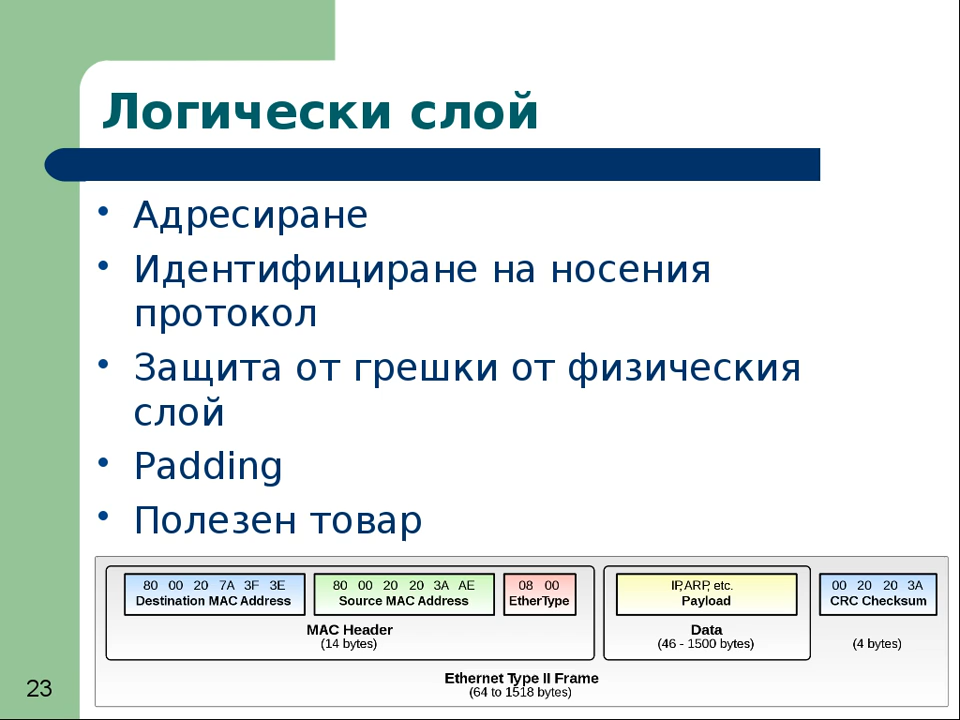 Логически слой
• Адресиране
• Идентифициране на носения
протокол
• Защита от грешки от физическия
слой
• Padding
• Полезен товар
80 00 20 7A 3F 3E
Destination MAC Address
80 00 20 20 3A AE
Source MAC Address
08 00
EtherType
MAC Header
(14 bytes)
IP, ARP, etc.
Payload
Data
(46 - 1500 bytes)
00 20 20 3A
CRC Checksum
(4 bytes)
Ethernet Type II Frame
(64 to 1518 bytes)
23